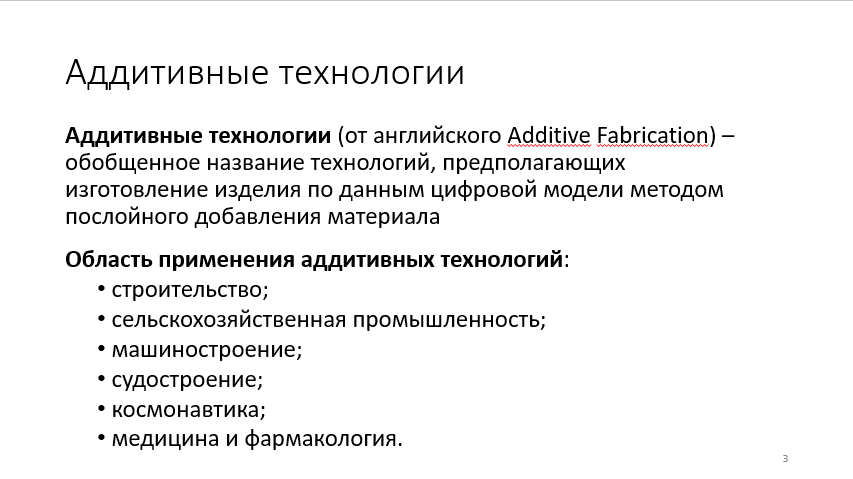 Аддитивные технологии
Аддитивные технологии (от английского Additive Fabrication) –
обобщенное название технологий, предполагающих
изготовление изделия по данным цифровой модели методом
послойного добавления материала
Область применения аддитивных технологий:
• строительство;
• сельскохозяйственная промышленность;
• машиностроение;
• судостроение;
• космонавтика;
• медицина и фармакология.
3